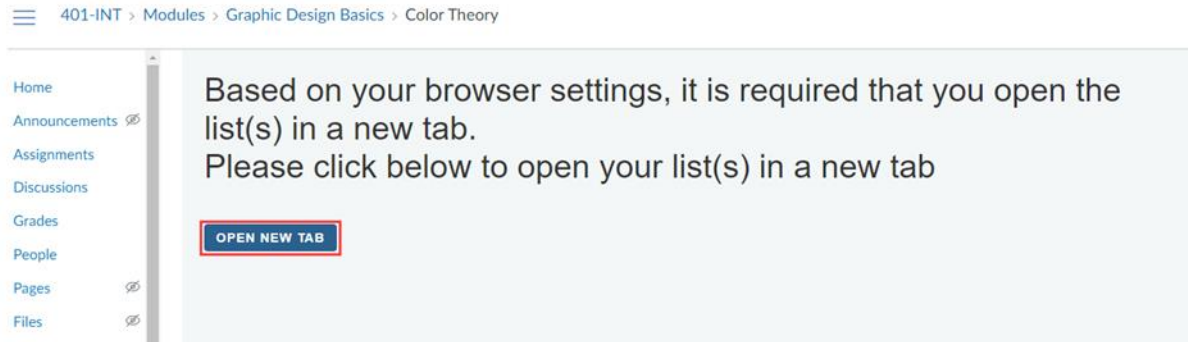 401-INT > Modules > Graphic Design Basics > Color Theory
Home
Announcements
Assignments
Discussions
Grades
People
Pages
Files
Based on your browser settings, it is required that you open the
list(s) in a new tab.
Please click below to open your list(s) in a new tab
OPEN NEW TAB